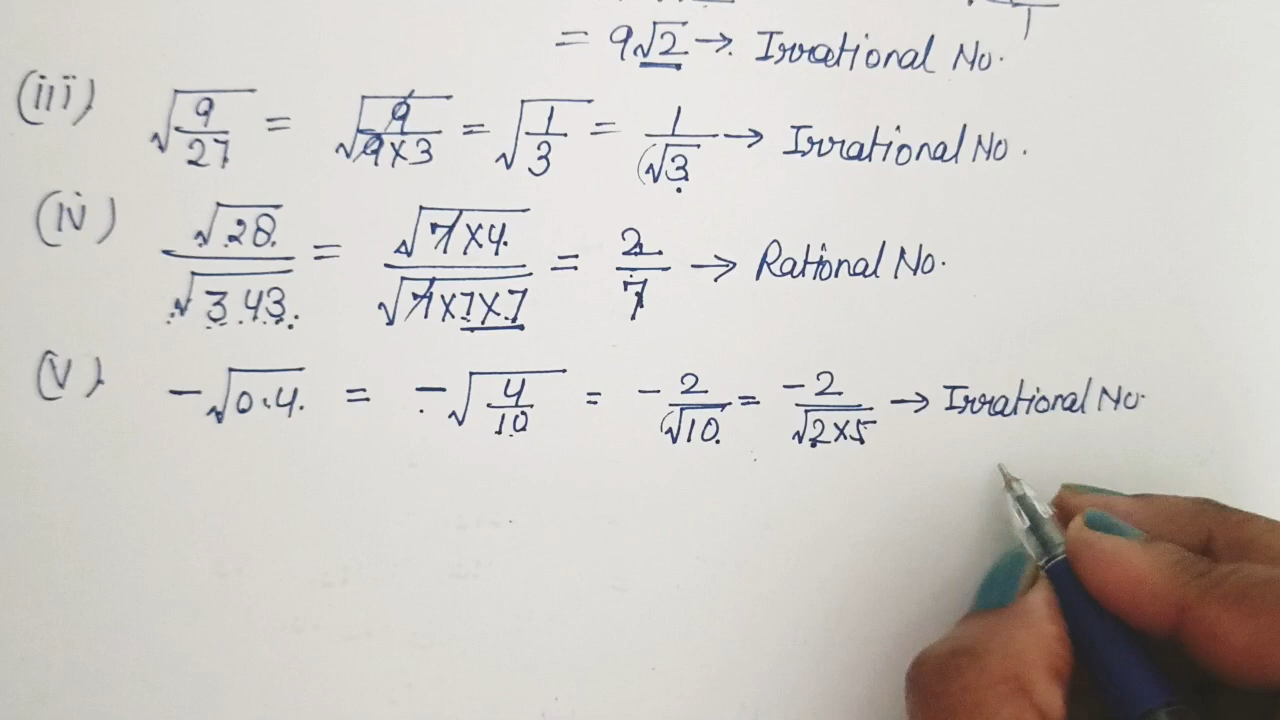 = 9√2 → Irrational No.
(iii) √(9/27) = √(9/(9×3)) = √(1/3) = 1/(√3 → Irrational No.
(iv) √28/√343 = √(7×4)/√(7×7×7) = 2/7 → Rational No.
(v) -√0.4 = -√(4/10) = -2/(√10 = -2/√(2×5) → Irrational No.